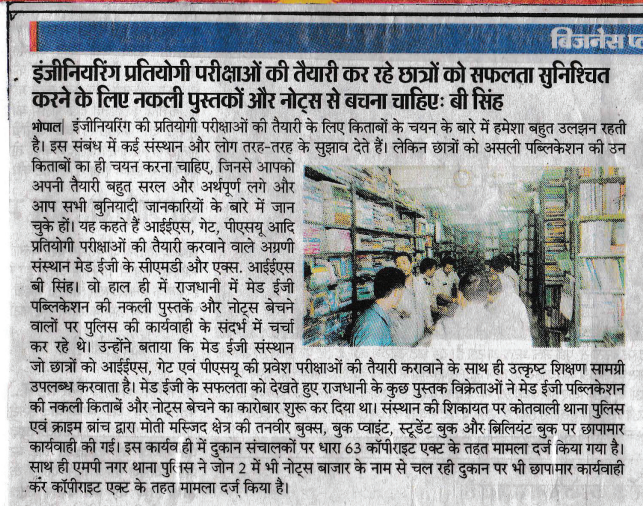 बिजनेस
इंजीनियरिंग प्रतियोगी परीक्षाओं की तैयारी कर रहे छात्रों को सफलता सुनिश्चित
करने के लिए नकली पुस्तकों और नोट्स से बचना चाहिएः बी सिंह
भोपाल| इंजीनियरिंग की प्रतियोगी परीक्षाओं की तैयारी के लिए किताबों के चयन के बारे में हमेशा बहुत उलझन रहती
है। इस संबंध में कई संस्थान और लोग तरह-तरह के सुझाव देते हैं। लेकिन छात्रों को असली पब्लिकेशन की उन
किताबों का ही चयन करना चाहिए, जिनसे आपको
अपनी तैयारी बहुत सरल और अर्थपूर्ण लगे और
आप सभी बुनियादी जानकारियों के बारे में जान
चुके हों। यह कहते हैं आईईएस, गेट, पीएसयू आदि
प्रतियोगी परीक्षाओं की तैयारी करवाने वाले अग्रणी
संस्थान मेड ईजी के सीएमडी और एक्स. आईईएस
बी सिंह। वो हाल ही में राजधानी में मेड ईजी
पब्लिकेशन की नकली पुस्तकें और नोट्स बेचने
वालों पर पुलिस की कार्यवाही के संदर्भ में चर्चा
कर रहे थे। उन्होंने बताया कि मेड ईजी संस्थान
जो छात्रों को आईईएस, गेट एवं पीएसयू की प्रवेश परीक्षाओं की तैयारी करावाने के साथ ही उत्कृष्ट शिक्षण सामग्री
उपलब्ध करवाता है। मेड ईजी के सफलता को देखते हुए राजधानी के कुछ पुस्तक विक्रेताओं ने मेड ईजी पब्लिकेशन
की नकली किताबें और नोट्स बेचने का कारोबार शुरू कर दिया था। संस्थान की शिकायत पर कोतवाली थाना पुलिस
एवं क्राइम ब्रांच द्वारा मोती मस्जिद क्षेत्र की तनवीर बुक्स, बुक प्वाइंट, स्टूडेंट बुक और ब्रिलियंट बुक पर छापामार
कार्यवाही की गई। इस कार्यव ही में दुकान संचालकों पर धारा 63 कॉपीराइट एक्ट के तहत मामला दर्ज किया गया है।
साथ ही एमपी नगर थाना पुलिस ने जोन 2 में भी नोट्स बाजार के नाम से चल रही दुकान पर भी छापामार कार्यवाही
कर कॉपीराइट एक्ट के तहत मामला दर्ज किया है।